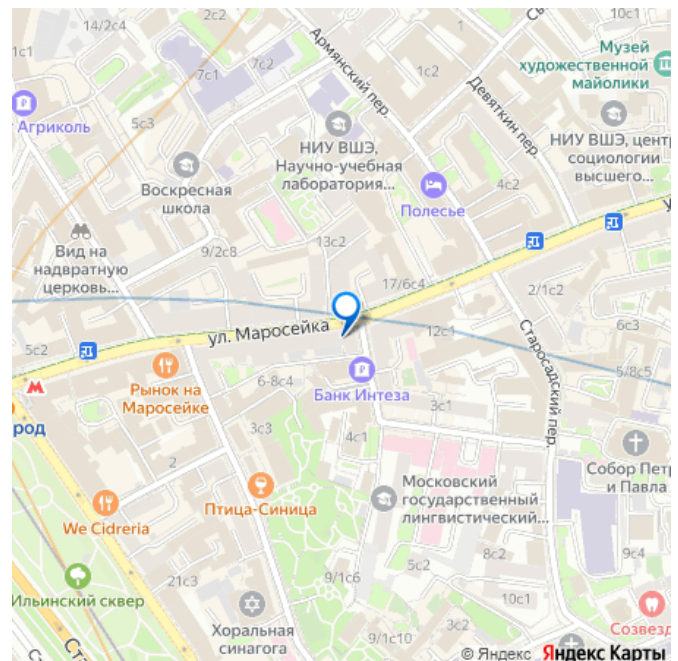 2с2
10с1
14/2с4
Армянский пер.
1с1
7с1
7с2
1с2
Девяткин пер.
Музей
художественной
майолики
Агриколь
5с3
НИУ ВШЭ,
Научно-учебная
лаборатория...
НИУ ВШЭ, цент
социологии
высшего...
Воскресная
школа
4с2
Полесье
Вид на
надвратную
церковь...
9/2с8
13с2
17/6с4
2/1с2
ул. Маросейка
12с1
6с3
5с2
5/8с5
Рынок на
Маросейке
6-8с4
Банк Интеза
Старосадский пер.
род
3с3
3с1
4с1
2
Собор Петр
и Павла
Московский
государственный
лингвистический...
Птица-Синица
We Cidreria
8с2
9с4
5с2
9/1с6
21с3
10с1
Ильинский сквер
Хоральная
синагога
3с2
Созвезд
9/1с10
© Яндекс Яндекс Карты